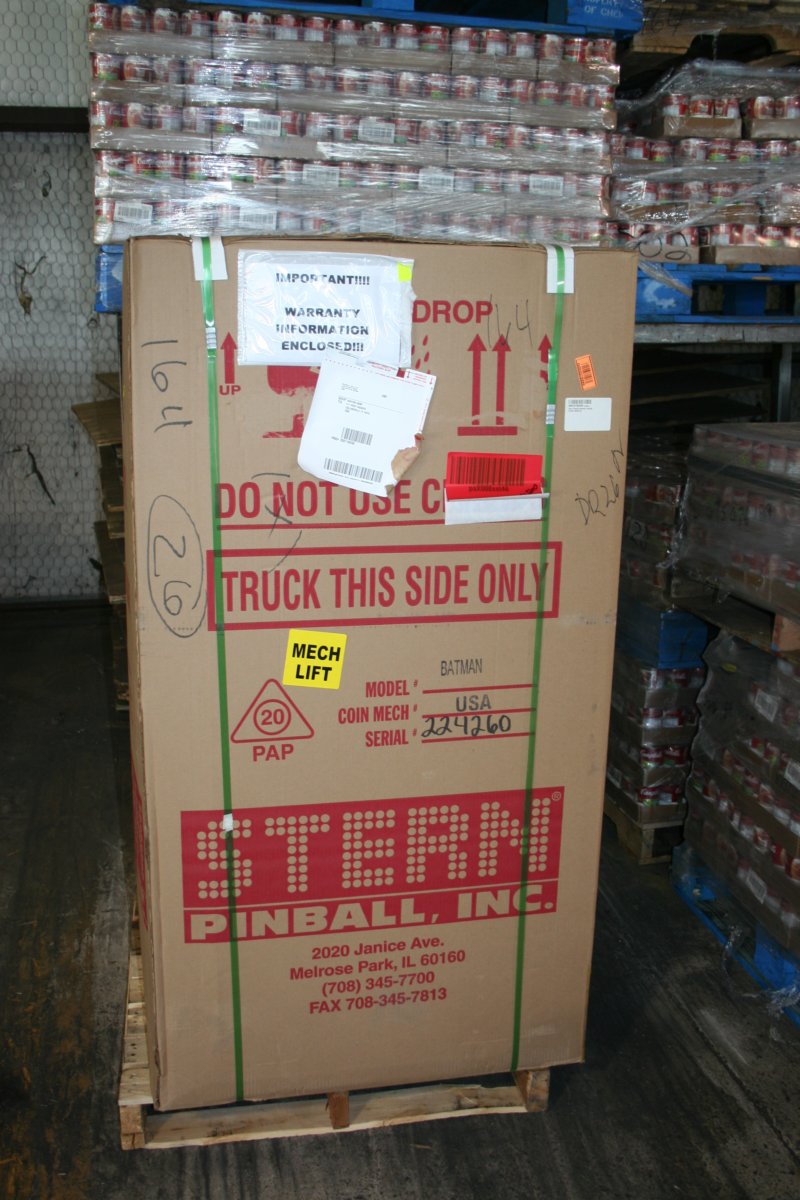 IMPORTANT!!!!
WARRANTY
INFORMATION
ENCLOSED!!!
DROP
164
UP
164
DO NOT USE
26
TRUCK THIS SIDE ONLY
MECH
LIFT
20
PAP
MODEL # BATMAN
COIN MECH # USA
SERIAL # 224260
STERN®
PINBALL, INC.
2020 Janice Ave.
Melrose Park, IL 60160
(708) 345-7700
FAX 708-345-7813